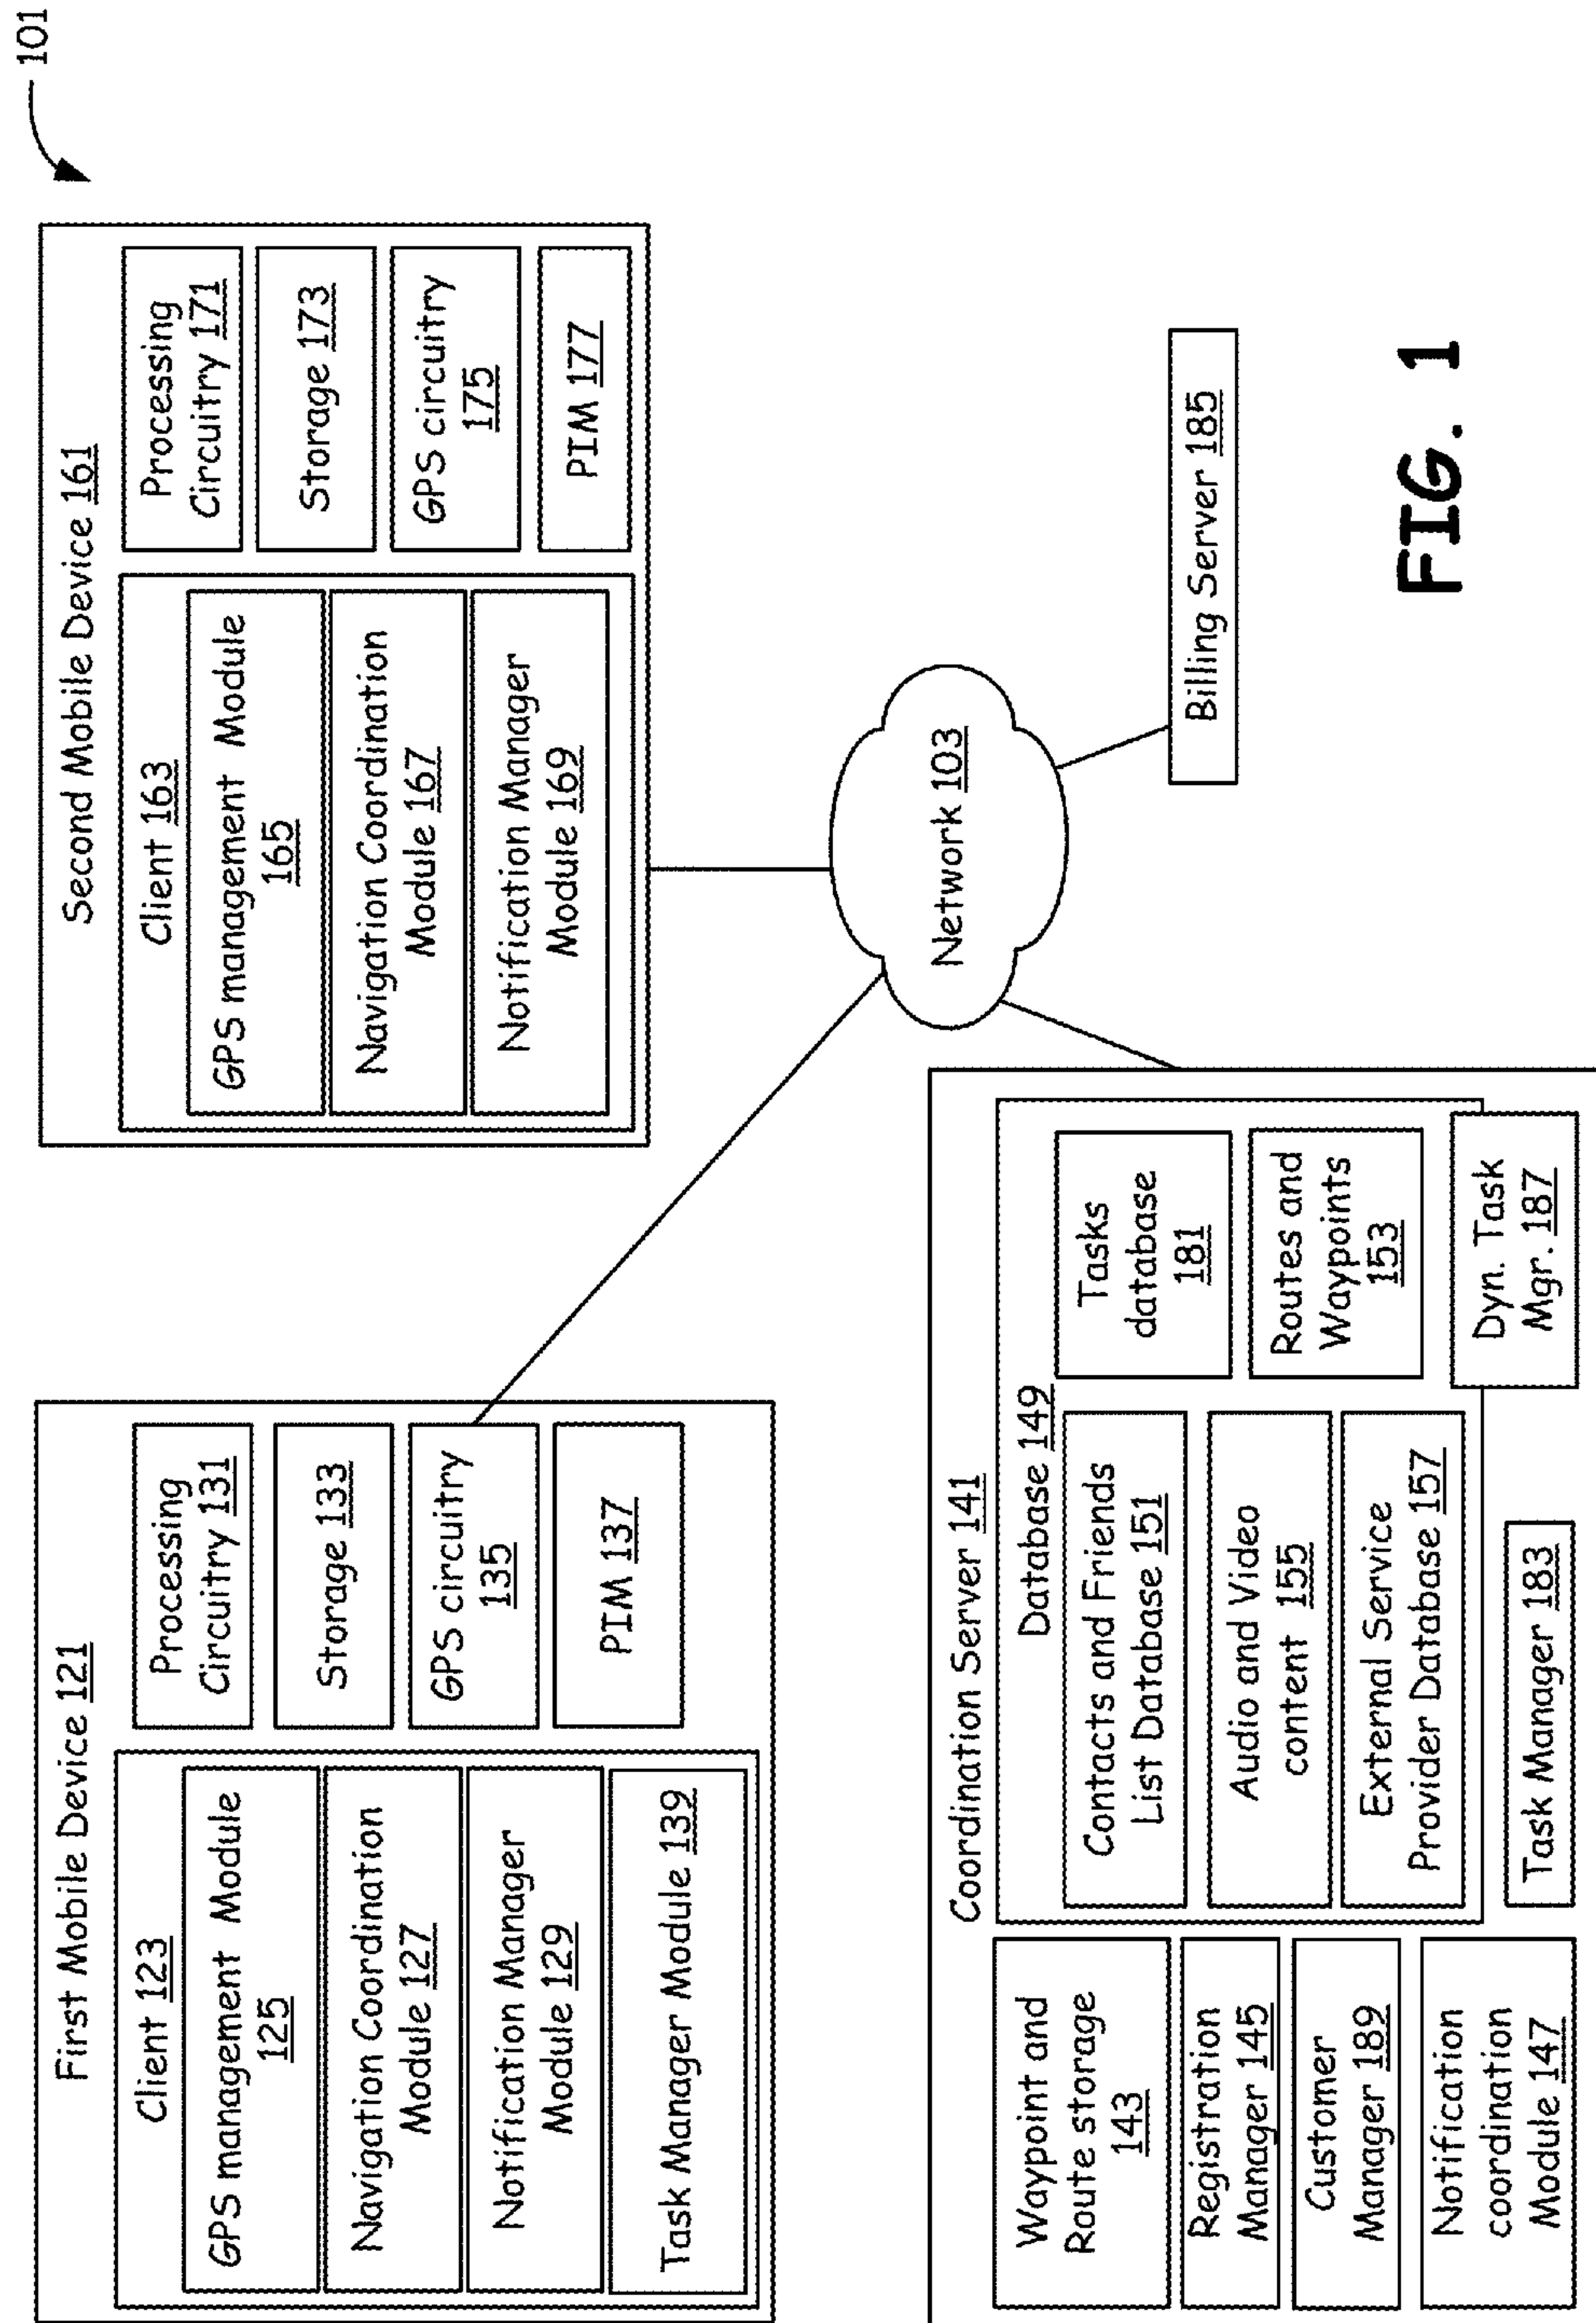 101
First Mobile Device 121
Client 123
GPS management Module
125
Navigation Coordination
Module 127
Notification Manager
Module 129
Task Manager Module 139
Processing
Circuitry 131
Storage 133
GPS circuitry
135
PIM 137
Second Mobile Device 161
Client 163
GPS management Module
165
Navigation Coordination
Module 167
Notification Manager
Module 169
Processing
Circuitry 171
Storage 173
GPS circuitry
175
PIM 177
Network 103
Coordination Server 141
Waypoint and
Route storage
143
Registration
Manager 145
Customer
Manager 189
Notification
coordination
Module 147
Database 149
Contacts and Friends
List Database 151
Audio and Video
content 155
External Service
Provider Database 157
Tasks
database
181
Routes and
Waypoints
153
Task Manager 183
Dyn. Task
Mgr. 187
Billing Server 185
FIG. 1